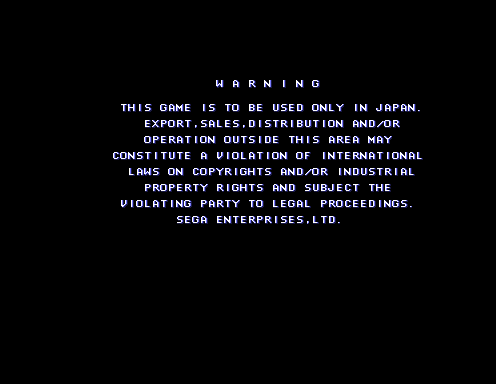 W A R N I N G
THIS GAME IS TO BE USED ONLY IN JAPAN.
EXPORT,SALES,DISTRIBUTION AND/OR
OPERATION OUTSIDE THIS AREA MAY
CONSTITUTE A VIOLATION OF INTERNATIONAL
LAWS ON COPYRIGHTS AND/OR INDUSTRIAL
PROPERTY RIGHTS AND SUBJECT THE
VIOLATING PARTY TO LEGAL PROCEEDINGS.
SEGA ENTERPRISES,LTD.